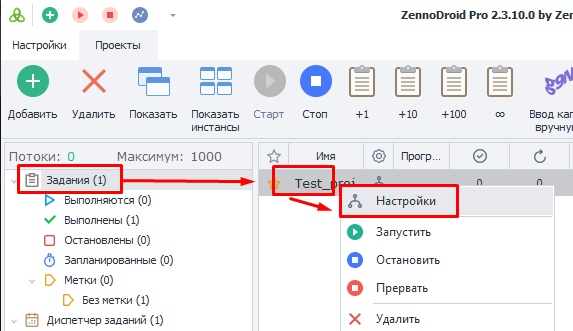 ZennoDroid Pro 2.3.10.0 by Zen
Настройки Проекты
Добавить Удалить Показать Показать инстансы Старт Стоп +1 +10 +100 ∞ Ввод кап вручную
Потоки: 0 Максимум: 1000
Имя Прогр...
Задания (1)
Test_proj 0 0
Выполняются (0)
Выполнены (1)
Остановлены (0)
Запланированные (0)
Метки (0)
Без метки (1)
Диспетчер заданий (1)
Настройки
Запустить
Остановить
Прервать
Удалить